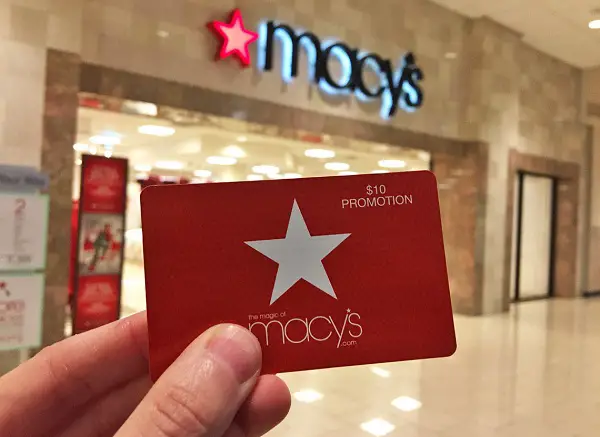 macy's
$10
PROMOTION
the magic of
macy's
.com